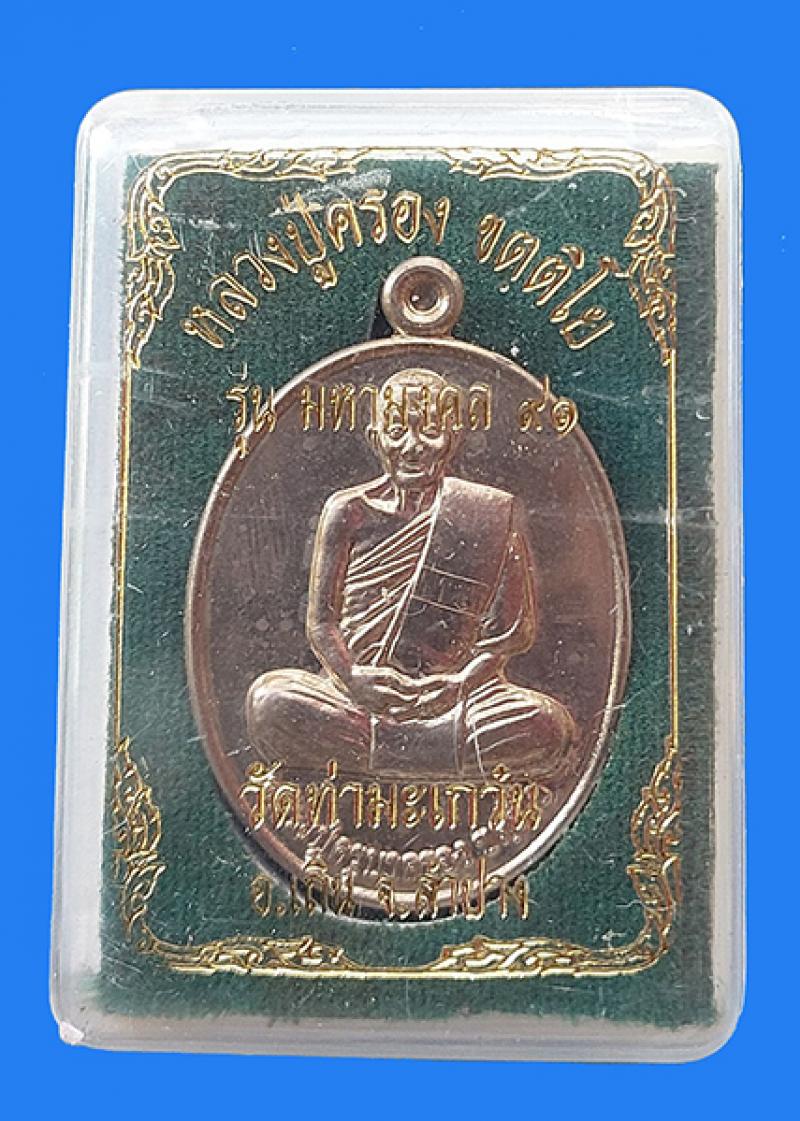 หลวงปู่ครอง ขตฺติโย
รุ่น มหามงคล ๙๑
วัดท่ามะเกว๋น
อ.เถิน จ.ลำปาง